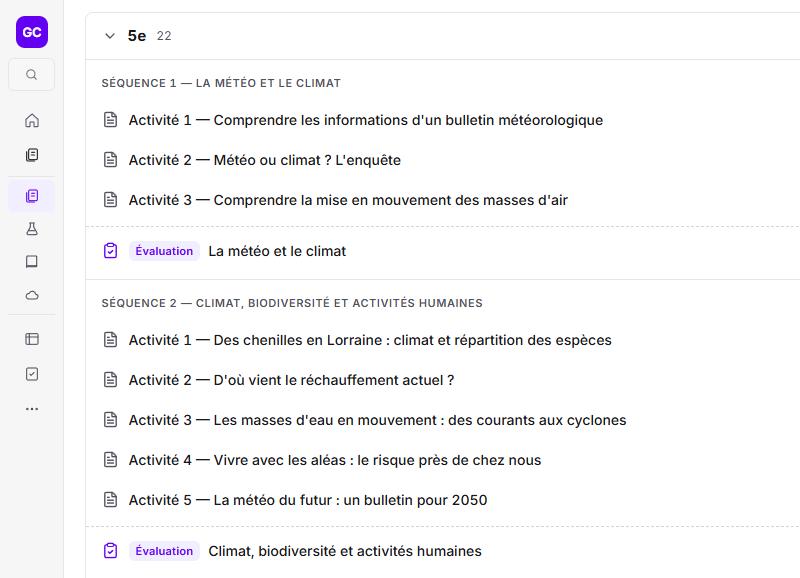 GC
5e 22
SÉQUENCE 1 — LA MÉTÉO ET LE CLIMAT
Activité 1 — Comprendre les informations d'un bulletin météorologique
Activité 2 — Météo ou climat ? L'enquête
Activité 3 — Comprendre la mise en mouvement des masses d'air
Évaluation La météo et le climat
SÉQUENCE 2 — CLIMAT, BIODIVERSITÉ ET ACTIVITÉS HUMAINES
Activité 1 — Des chenilles en Lorraine : climat et répartition des espèces
Activité 2 — D'où vient le réchauffement actuel ?
Activité 3 — Les masses d'eau en mouvement : des courants aux cyclones
Activité 4 — Vivre avec les aléas : le risque près de chez nous
Activité 5 — La météo du futur : un bulletin pour 2050
Évaluation Climat, biodiversité et activités humaines